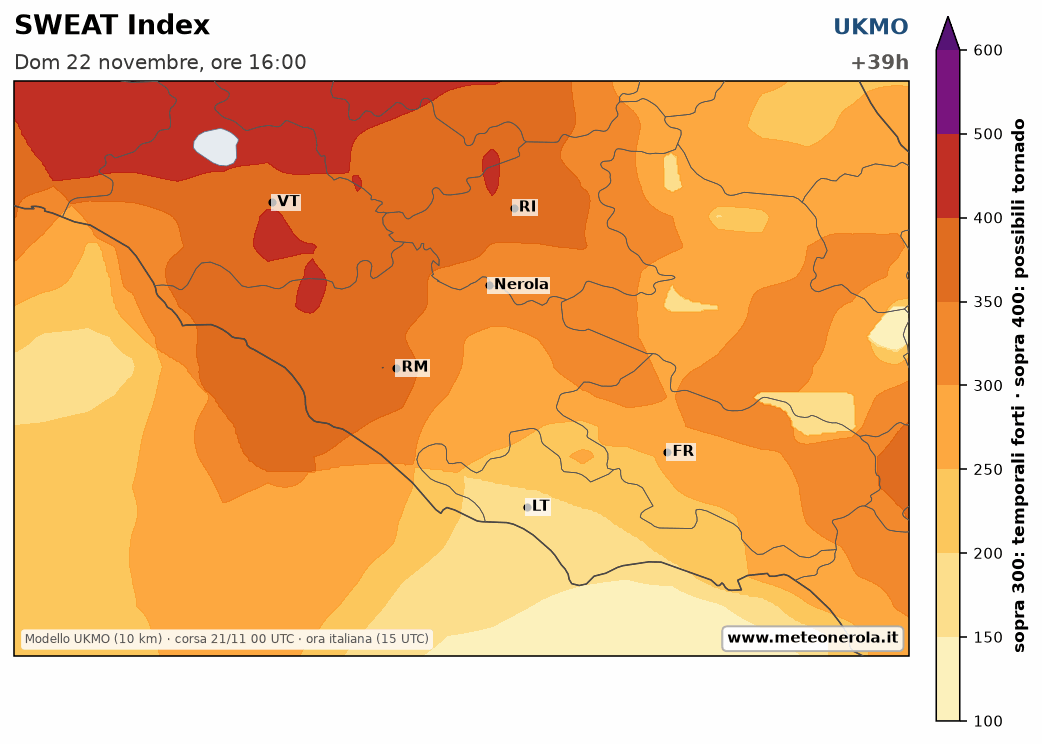 SWEAT Index
UKMO
Dom 22 novembre, ore 16:00
+39h
VT
RI
Nerola
RM
FR
LT
Modello UKMO (10 km) · corsa 21/11 00 UTC · ora italiana (15 UTC)
www.meteonerola.it
600
500
400
350
300
250
200
150
100
sopra 300: temporali forti · sopra 400: possibili tornado